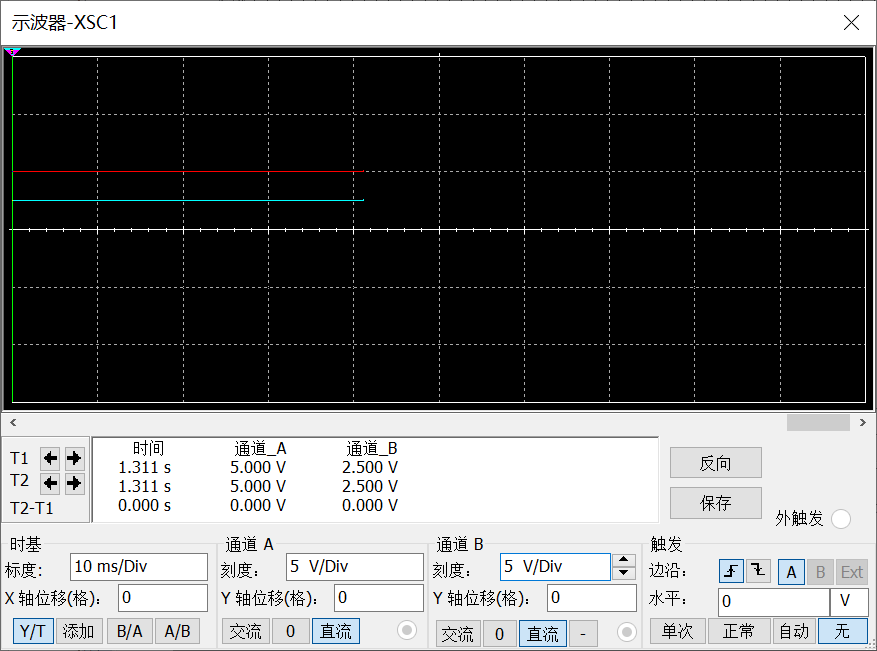 示波器-XSC1
时间 通道_A 通道_B
T1 1.311 s 5.000 V 2.500 V
T2 1.311 s 5.000 V 2.500 V
T2-T1 0.000 s 0.000 V 0.000 V
反向
保存
外触发
时基
标度: 10 ms/Div
X 轴位移(格): 0
Y/T 添加 B/A A/B
通道 A
刻度: 5 V/Div
Y 轴位移(格): 0
交流 0 直流
通道 B
刻度: 5 V/Div
Y 轴位移(格): 0
交流 0 直流 -
触发
边沿: A B Ext
水平: 0 V
单次 正常 自动 无